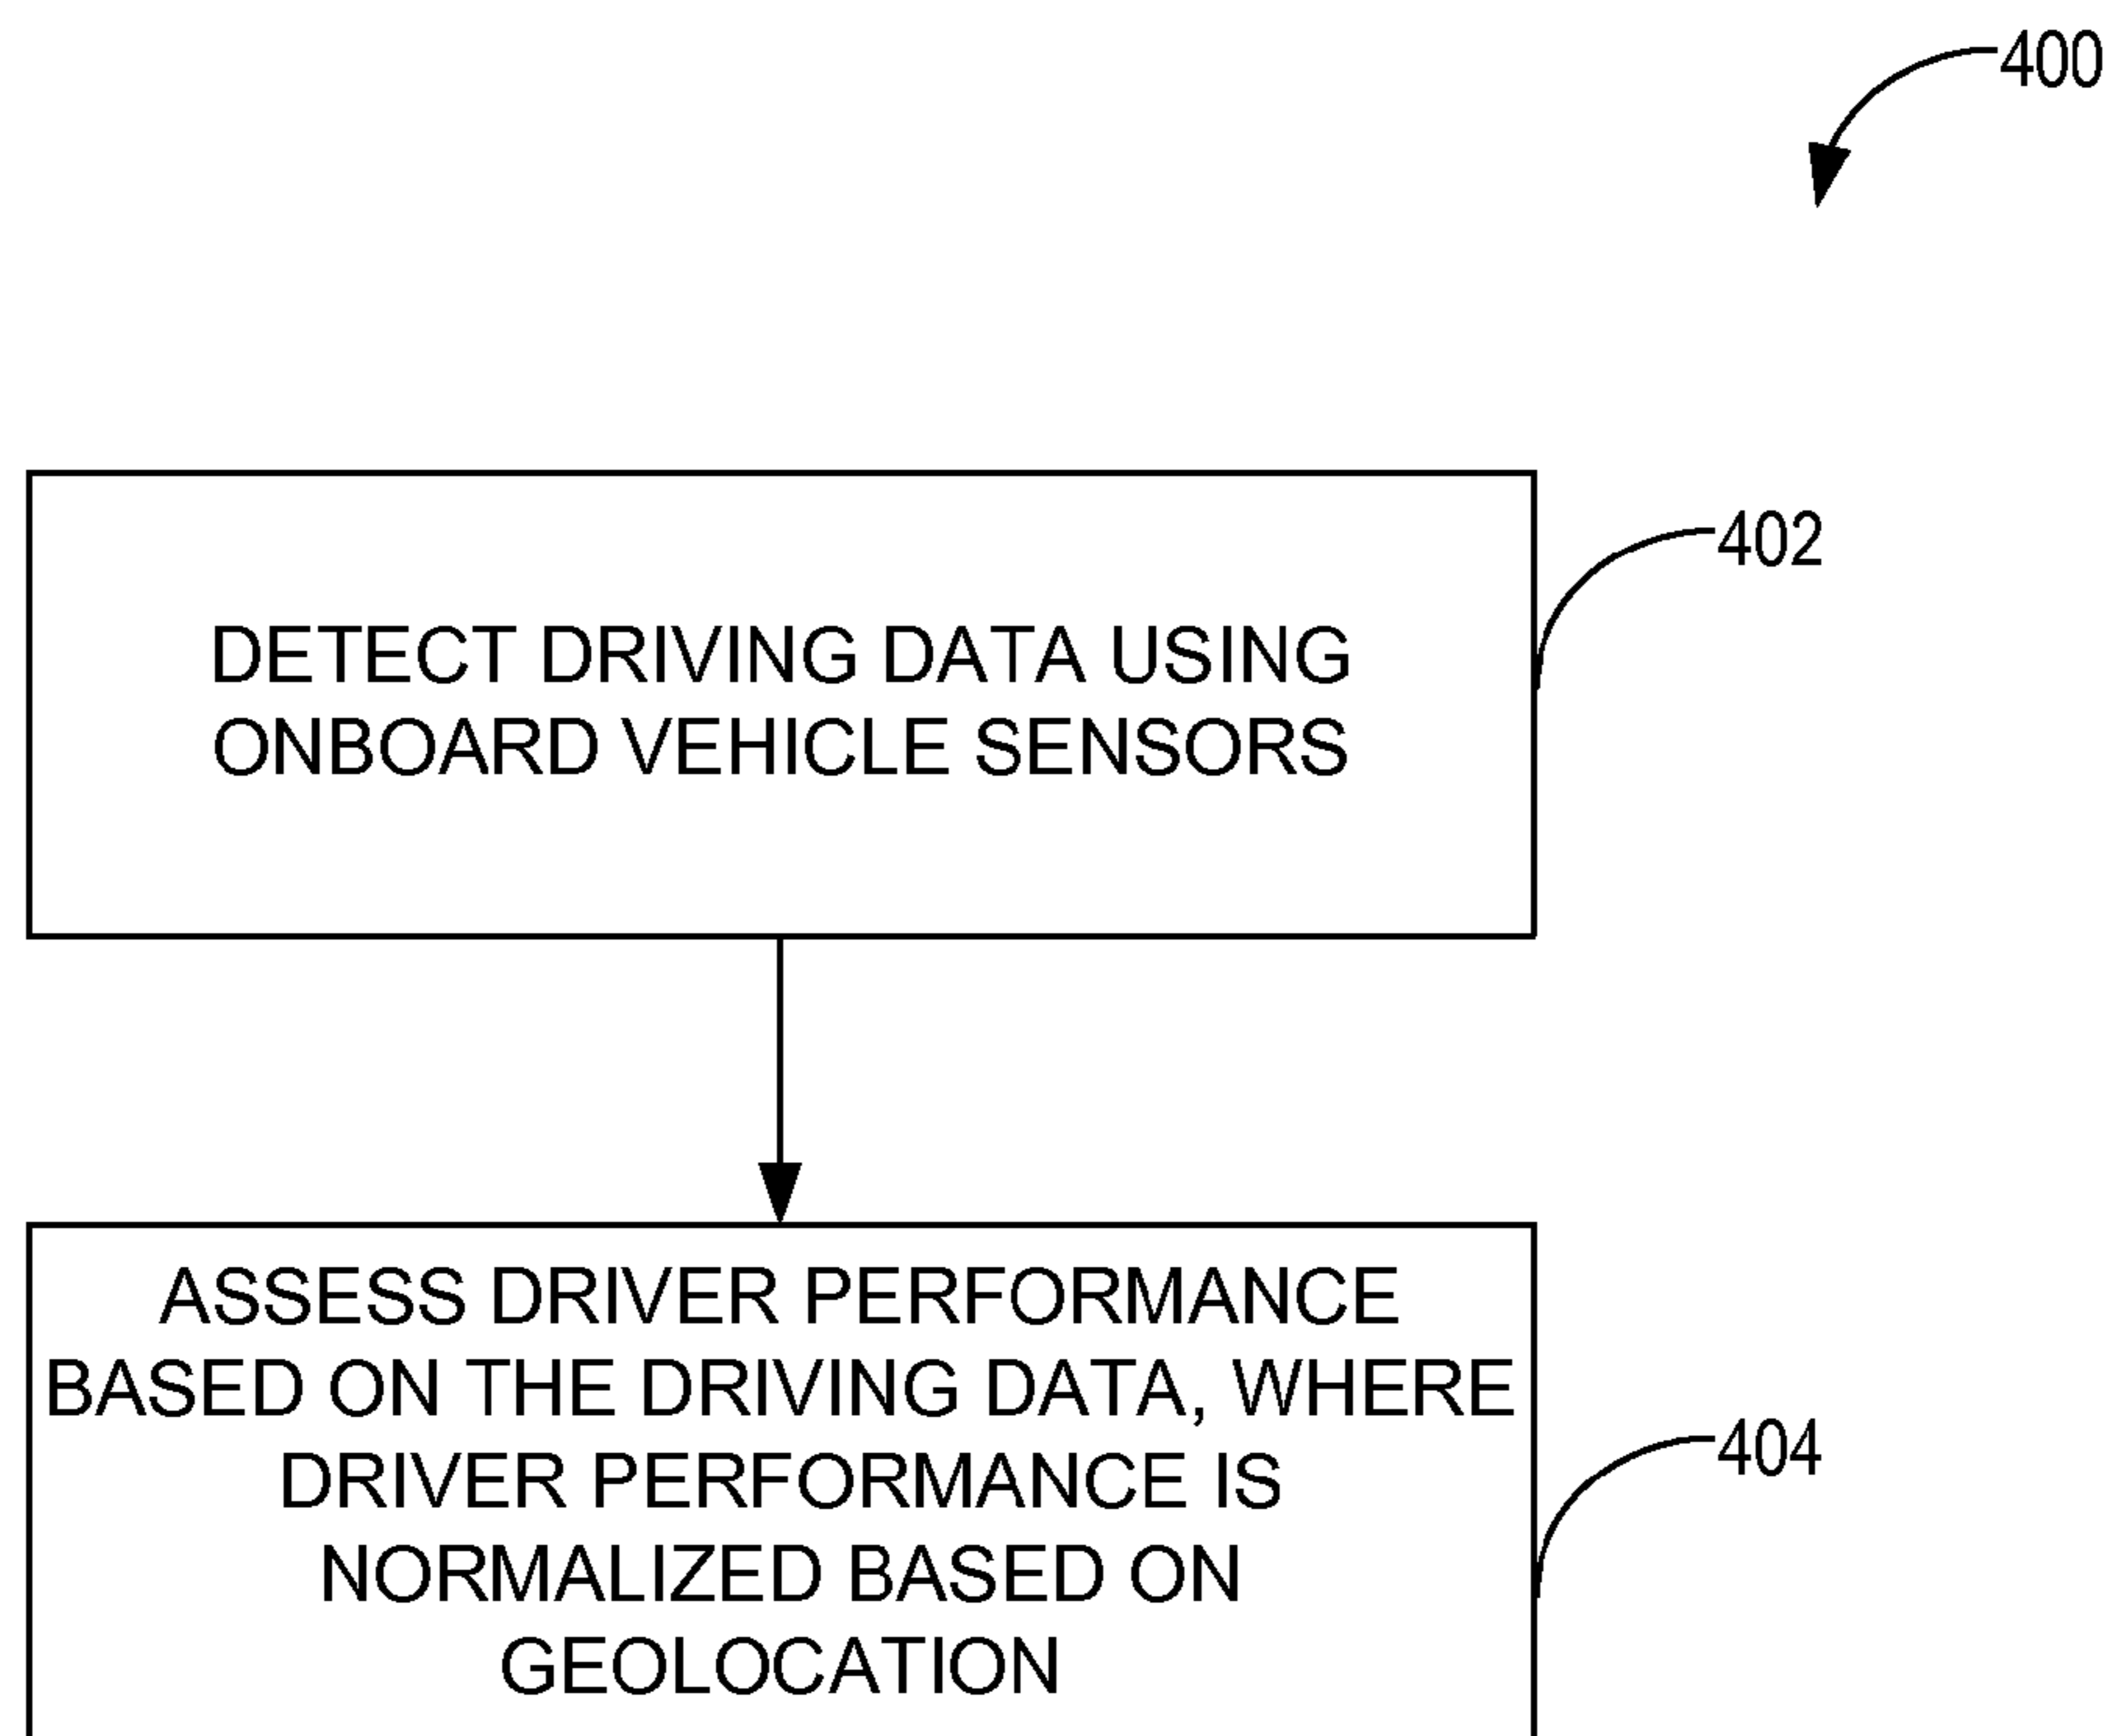 400
402
DETECT DRIVING DATA USING
ONBOARD VEHICLE SENSORS
ASSESS DRIVER PERFORMANCE
BASED ON THE DRIVING DATA, WHERE
DRIVER PERFORMANCE IS
NORMALIZED BASED ON
GEOLOCATION
404